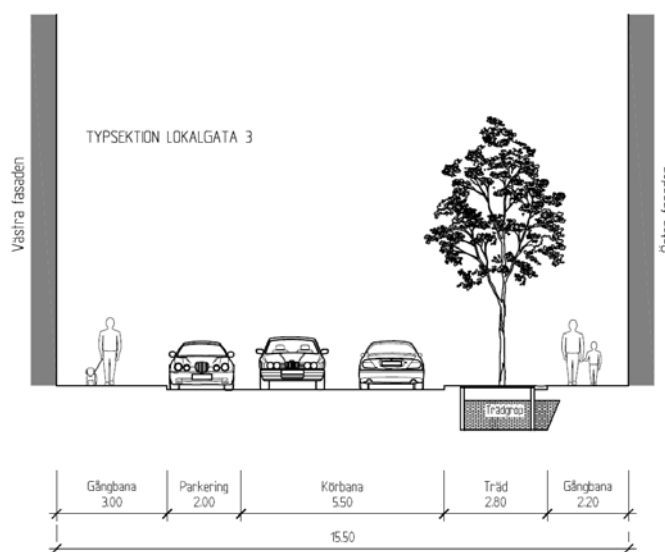 TYPSEKTION LOKALGATA 3
Västra fasaden
fasaden
Trädgrop
Gångbana
3.00
Parkering
2.00
Körbana
5.50
Träd
2.80
Gångbana
2.20
15.50